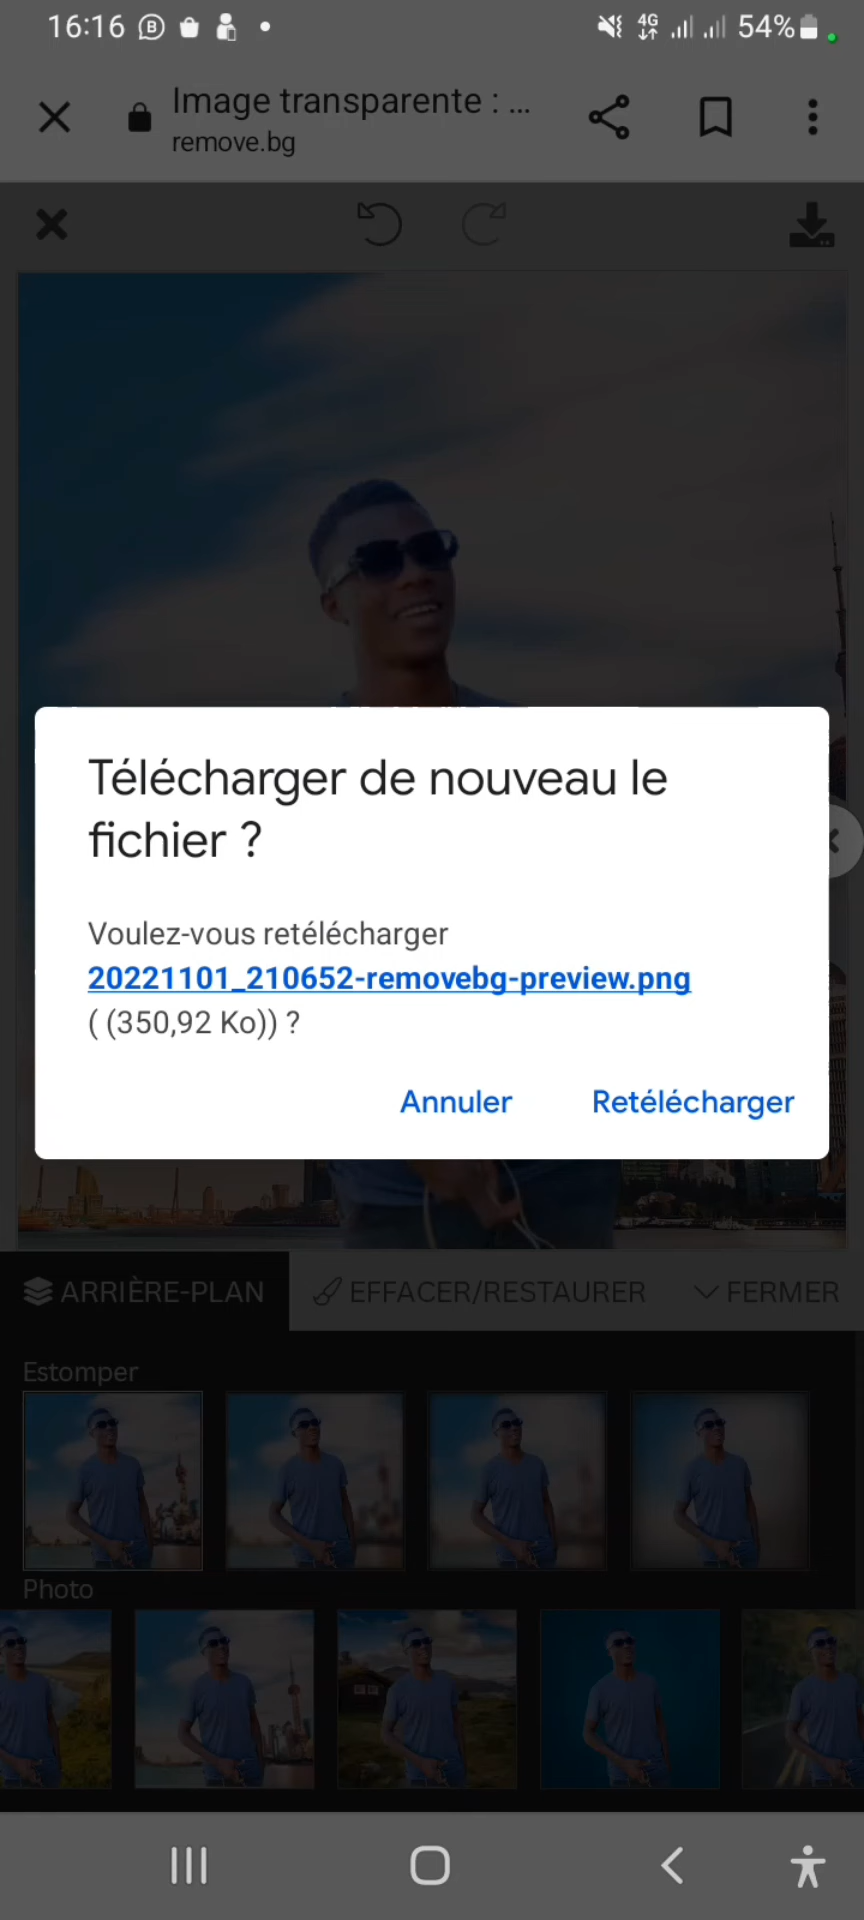 16:16
4G
54%
Image transparente : ...
remove.bg
Télécharger de nouveau le
fichier ?
Voulez-vous retélécharger
20221101_210652-removebg-preview.png
( (350,92 Ko)) ?
Annuler
Retélécharger
ARRIÈRE-PLAN
EFFACER/RESTAURER
FERMER
Estomper
Photo